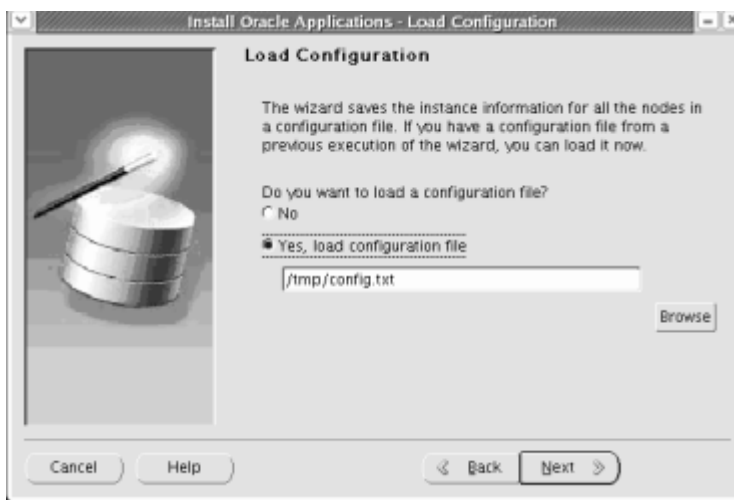 Install Oracle Applications - Load Configuration
Load Configuration
The wizard saves the instance information for all the nodes in
a configuration file. If you have a configuration file from a
previous execution of the wizard, you can load it now.
Do you want to load a configuration file?
No
Yes, load configuration file
/tmp/config.txt
Browse
Cancel Help Back Next